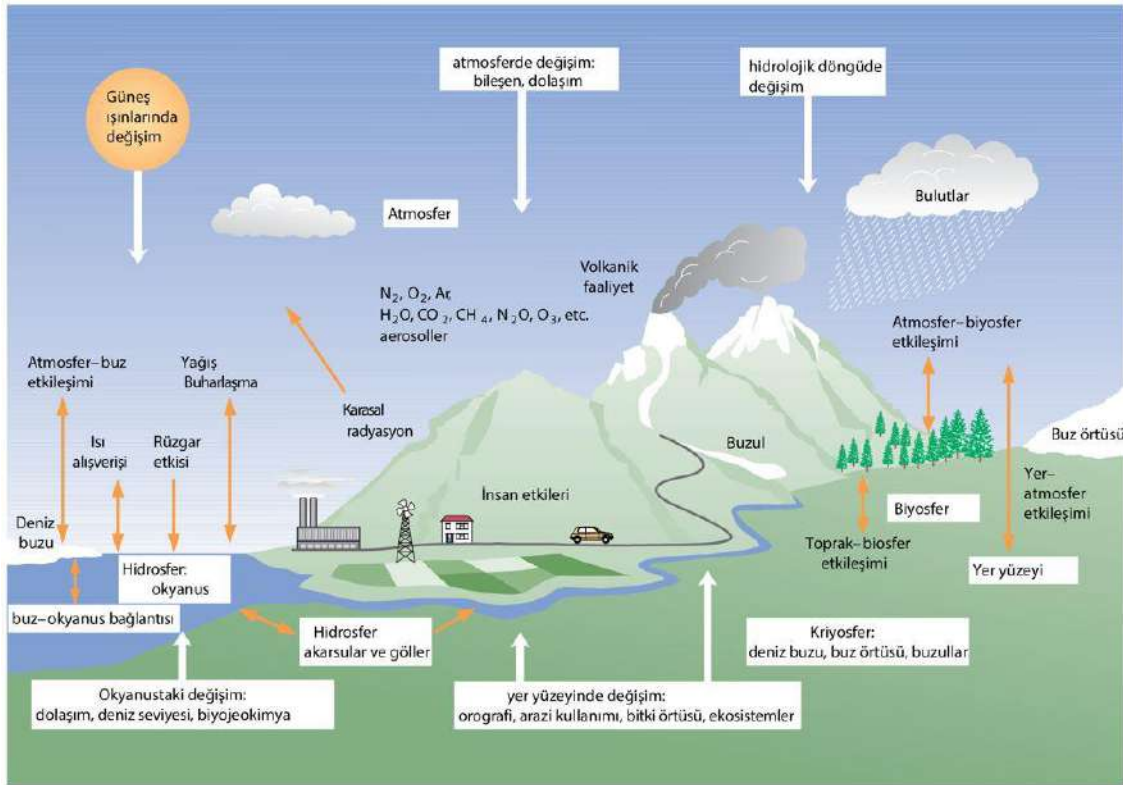 atmosferde değişim:
bileşen, dolaşım
hidrolojik döngüde
değişim
Güneş
ışınlarında
değişim
Bulutlar
Atmosfer
Volkanik
faaliyet
N2, O2, Ar,
H2O, CO2, CH4, N2O, O3, etc.
aerosoller
Atmosfer–biyosfer
etkileşimi
Atmosfer–buz
etkileşimi
Yağış
Buharlaşma
Karasal
radyasyon
Isı
alışverişi
Rüzgar
etkisi
Buzul
Buz örtüsü
İnsan etkileri
Yer–
atmosfer
etkileşimi
Deniz
buzu
Biyosfer
Toprak–biosfer
etkileşimi
Yer yüzeyi
Hidrosfer:
okyanus
buz–okyanus bağlantısı
Hidrosfer
akarsular ve göller
Kriyosfer:
deniz buzu, buz örtüsü, buzullar
Okyanustaki değişim:
dolaşım, deniz seviyesi, biyojeokimya
yer yüzeyinde değişim:
orografi, arazi kullanımı, bitki örtüsü, ekosistemler